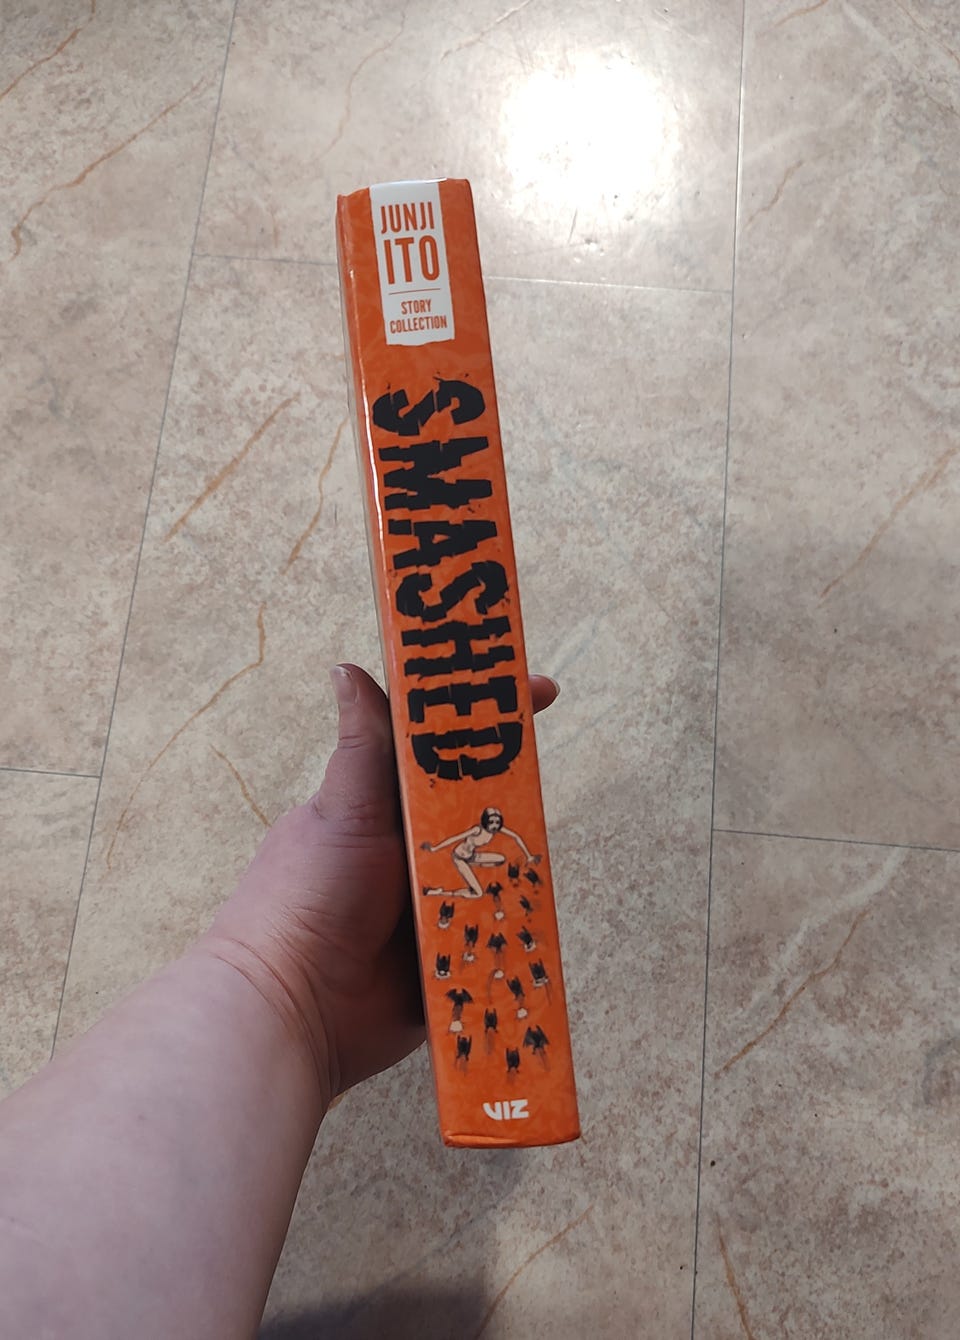 JUNJI
ITO
STORY
COLLECTION
SMASHED
VIZ